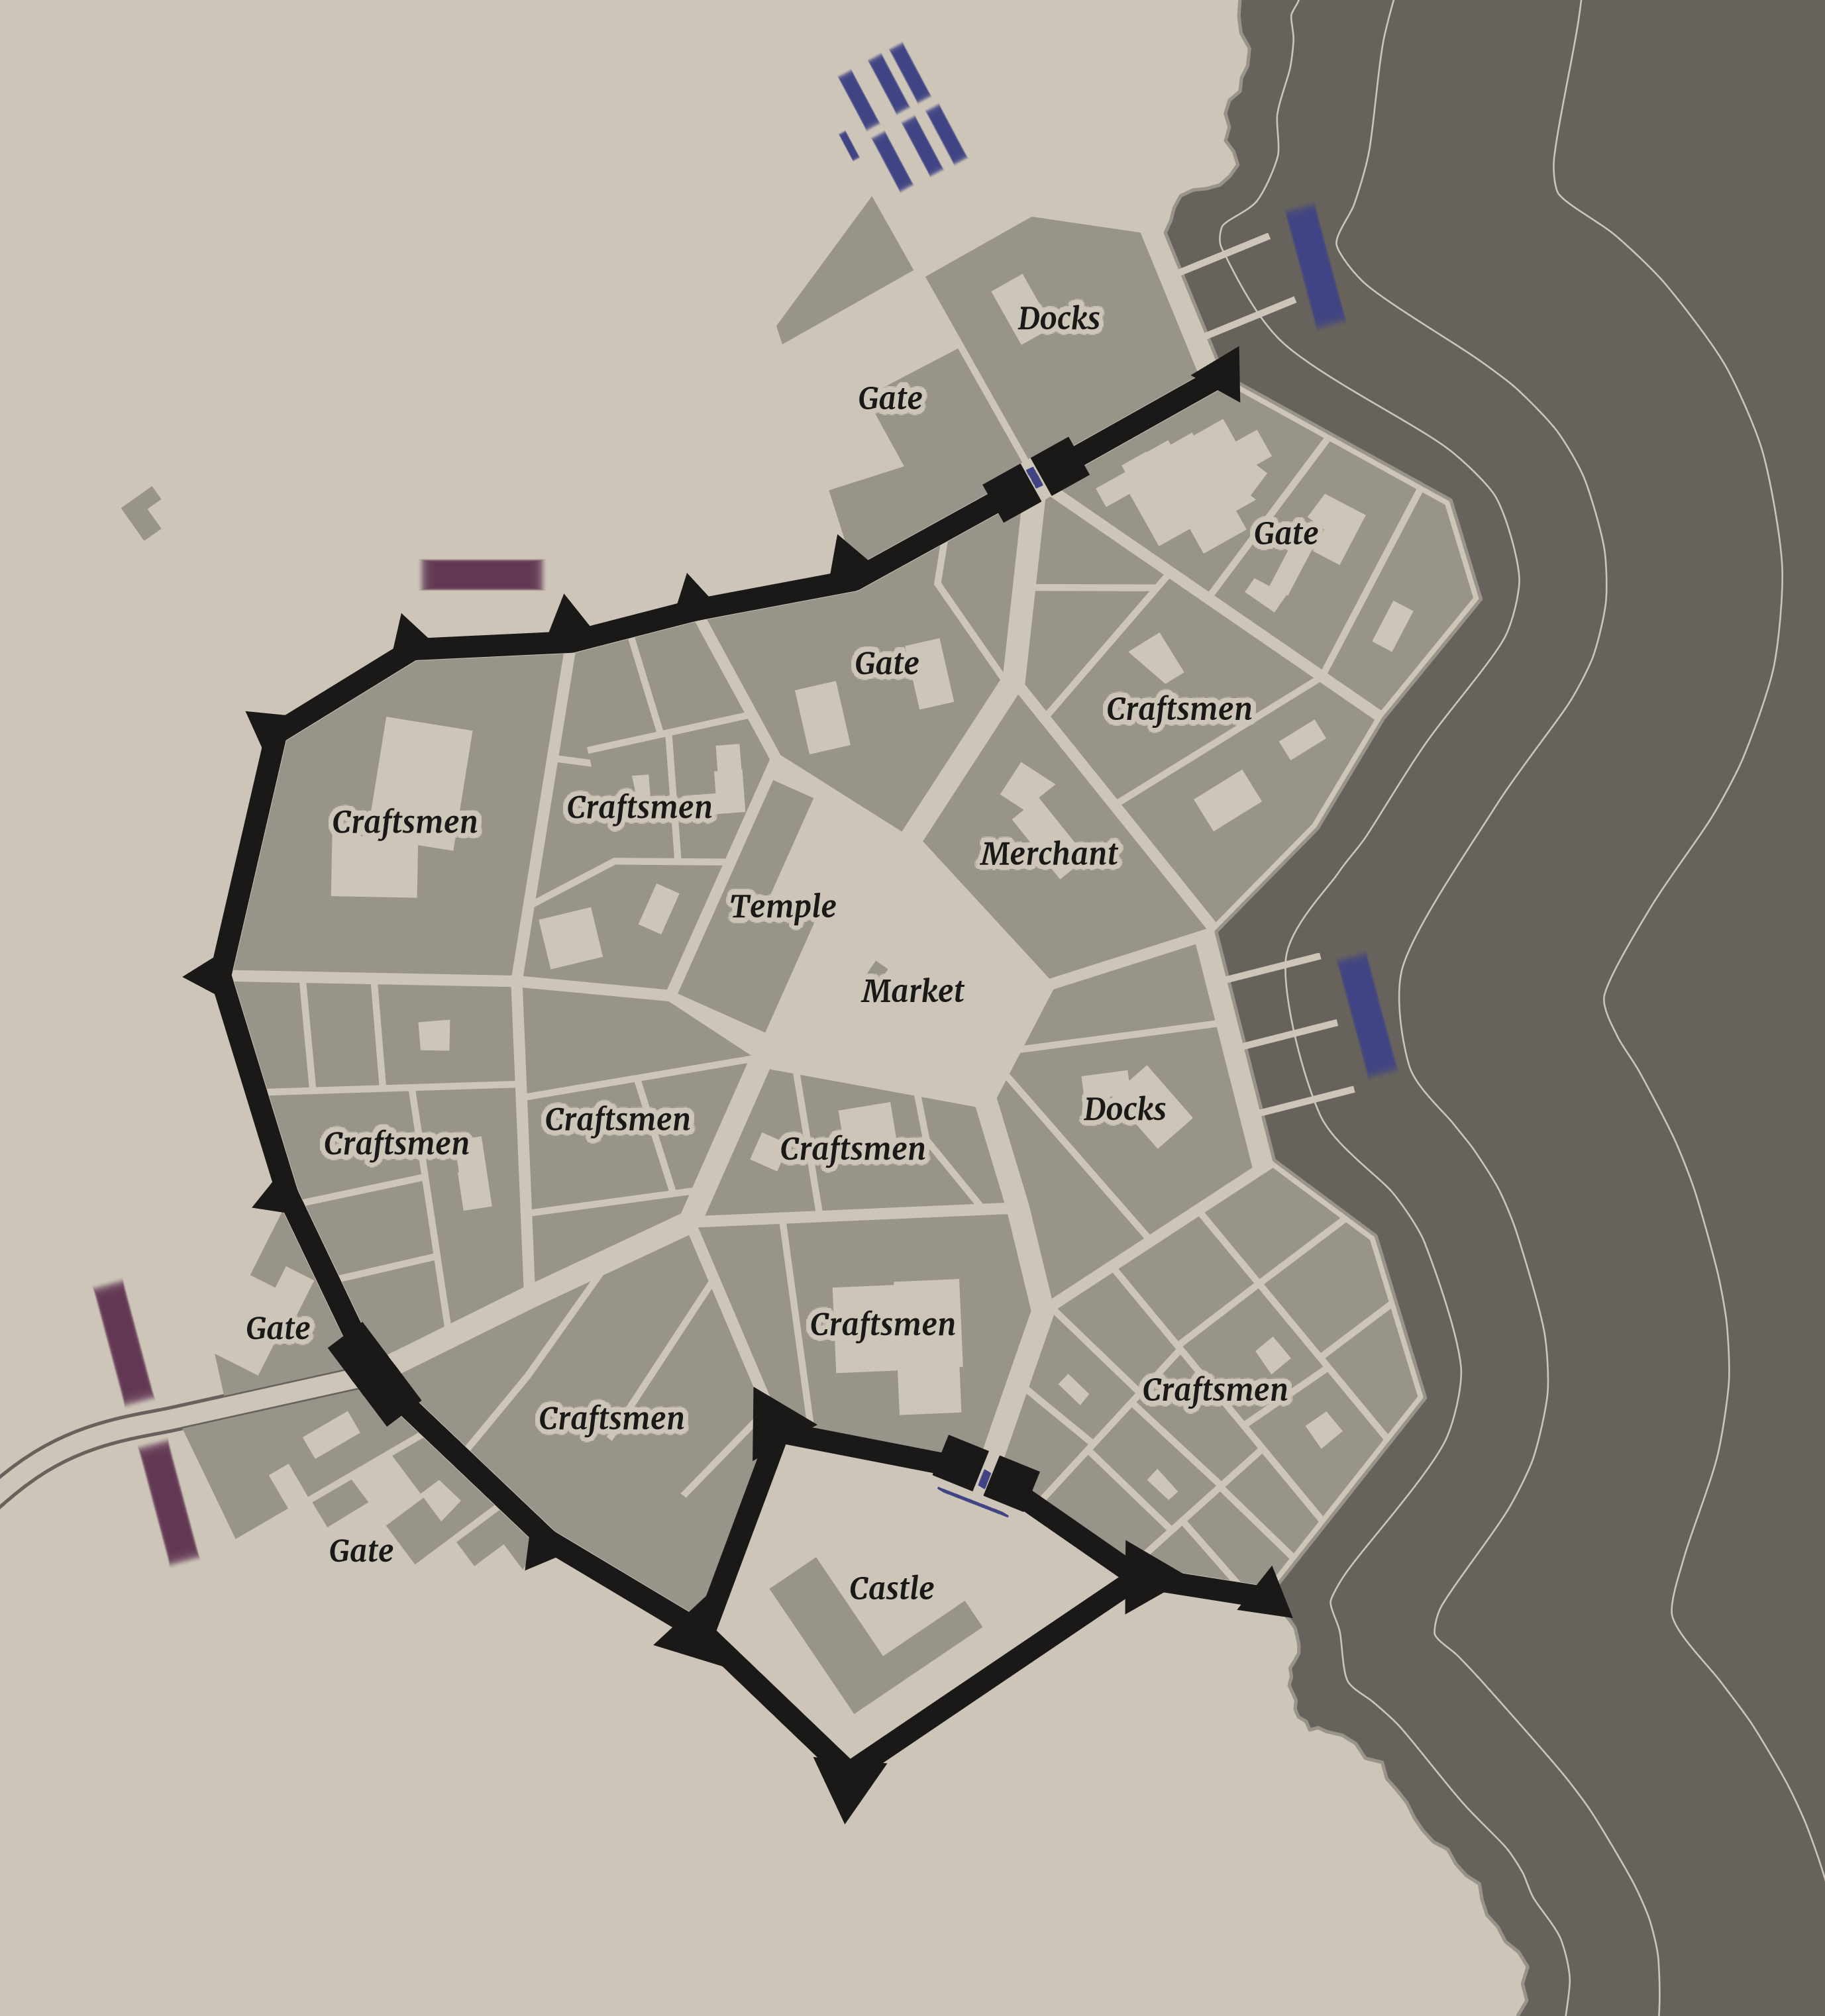 Docks
Gate
Gate
Gate
Craftsmen
Craftsmen
Craftsmen
Merchant
Temple
Market
Docks
Craftsmen
Craftsmen
Craftsmen
Gate
Craftsmen
Craftsmen
Craftsmen
Gate
Castle